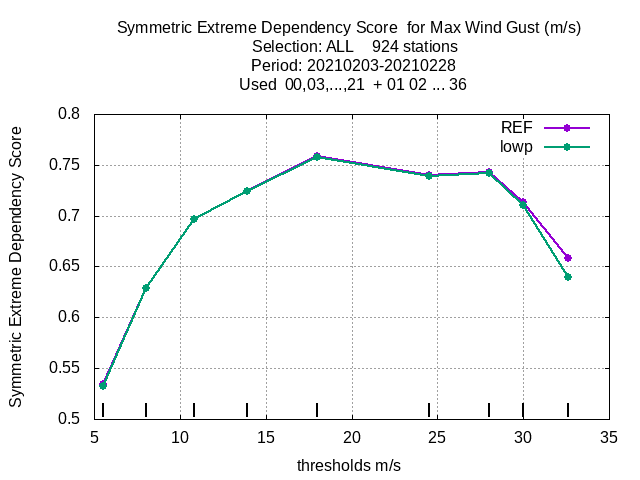 Symmetric Extreme Dependency Score  for Max Wind Gust (m/s)
Selection: ALL    924 stations
Period: 20210203-20210228
Used  00,03,...,21  + 01 02 ... 36
REF
lowp
0.8
0.75
0.7
0.65
0.6
0.55
0.5
Symmetric Extreme Dependency Score
5 10 15 20 25 30 35
thresholds m/s